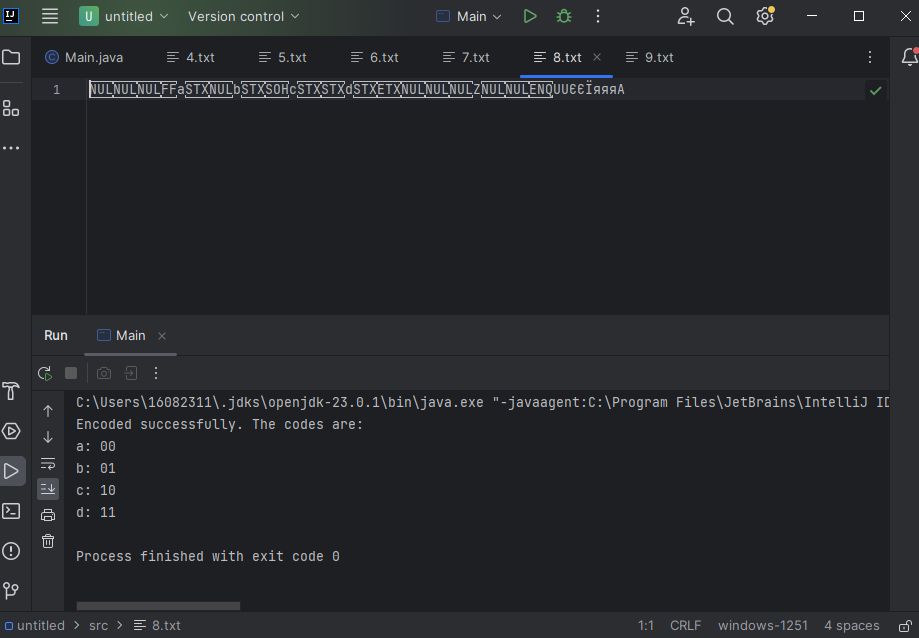 U untitled Version control Main
Main.java 4.txt 5.txt 6.txt 7.txt 8.txt 9.txt
1 NULNULNULFFaSTXNULbSTXSOHcSTXSTXdSTXETXNULNULNULZNULNULENQUUЄЄЇяяяA
Run Main
C:\Users\16082311\.jdks\openjdk-23.0.1\bin\java.exe "-javaagent:C:\Program Files\JetBrains\IntelliJ ID
Encoded successfully. The codes are:
a: 00
b: 01
c: 10
d: 11
Process finished with exit code 0
untitled > src > 8.txt 1:1 CRLF windows-1251 4 spaces